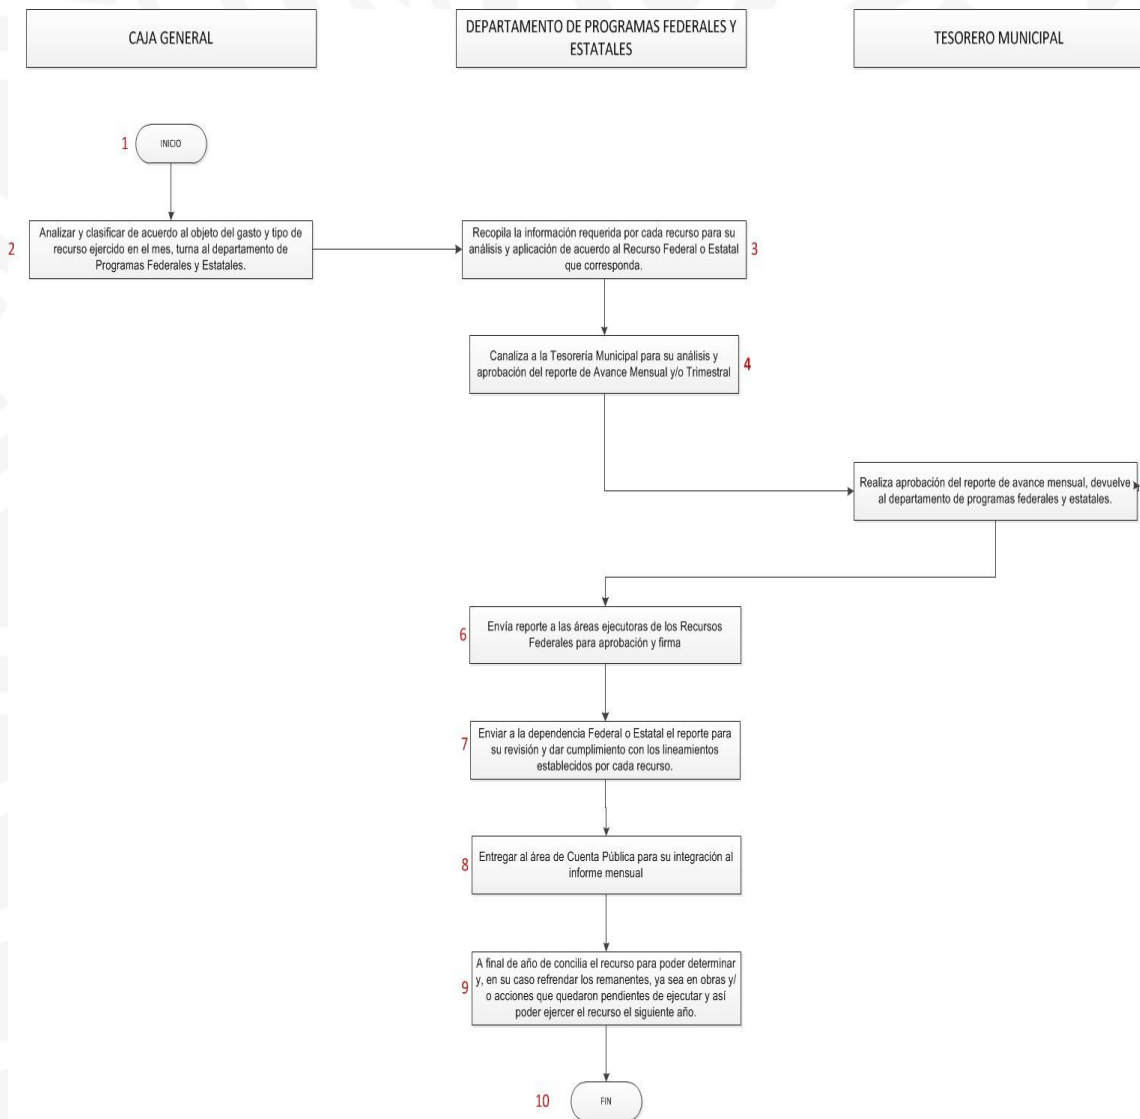 CAJA GENERAL
DEPARTAMENTO DE PROGRAMAS FEDERALES Y
ESTATALES
TESORERO MUNICIPAL
1
INICIO
2
Analizar y clasificar de acuerdo al objeto del gasto y tipo de
recurso ejercido en el mes, turna al departamento de
Programas Federales y Estatales.
Recopila la información requerida por cada recurso para su
análisis y aplicación de acuerdo al Recurso Federal o Estatal
que corresponda.
3
Canaliza a la Tesorería Municipal para su análisis y
aprobación del reporte de Avance Mensual y/o Trimestral
4
Realiza aprobación del reporte de avance mensual, devuelve
al departamento de programas federales y estatales.
6
Envía reporte a las áreas ejecutoras de los Recursos
Federales para aprobación y firma
7
Enviar a la dependencia Federal o Estatal el reporte para
su revisión y dar cumplimiento con los lineamientos
establecidos por cada recurso.
8
Entregar al área de Cuenta Pública para su integración al
informe mensual
9
A final de año de concilia el recurso para poder determinar
y, en su caso refrendar los remanentes, ya sea en obras y/
o acciones que quedaron pendientes de ejecutar y así
poder ejercer el recurso el siguiente año.
10
FIN